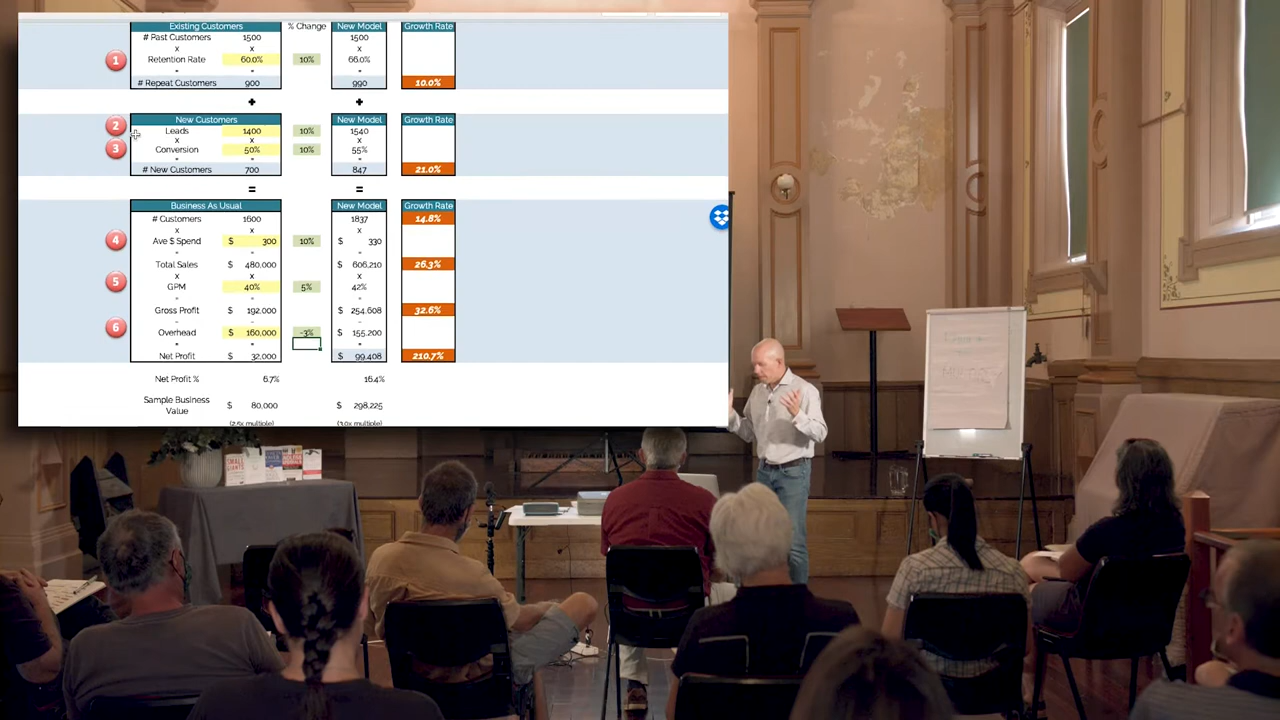 Existing Customers % Change New Model Growth Rate
# Past Customers 1500 1500
x x x
1 Retention Rate 60.0% 10% 66.0%
= = =
# Repeat Customers 900 990 10.0%
+ +
New Customers New Model Growth Rate
2 Leads 1400 10% 1540
x x x
3 Conversion 50% 10% 55%
= = =
# New Customers 700 847 21.0%
= =
Business As Usual New Model Growth Rate
# Customers 1600 1837 14.8%
x x x
4 Ave $ Spend $ 300 10% $ 330
= = =
Total Sales $ 480,000 $ 606,210 26.3%
x x x
5 GPM 40% 5% 42%
= = =
Gross Profit $ 192,000 $ 254,608 32.6%
- - -
6 Overhead $ 160,000 -3% $ 155,200
= = =
Net Profit $ 32,000 $ 99,408 210.7%
Net Profit % 6.7% 16.4%
Sample Business
Value $ 80,000 $ 298,225
(2.5x multiple) (3.0x multiple)